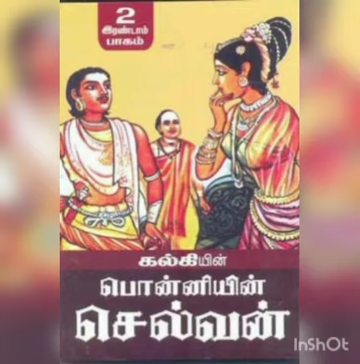 2
இரண்டாம்
பாகம்
கல்கியின்
பொன்னியின்
செல்வன்
InShOt